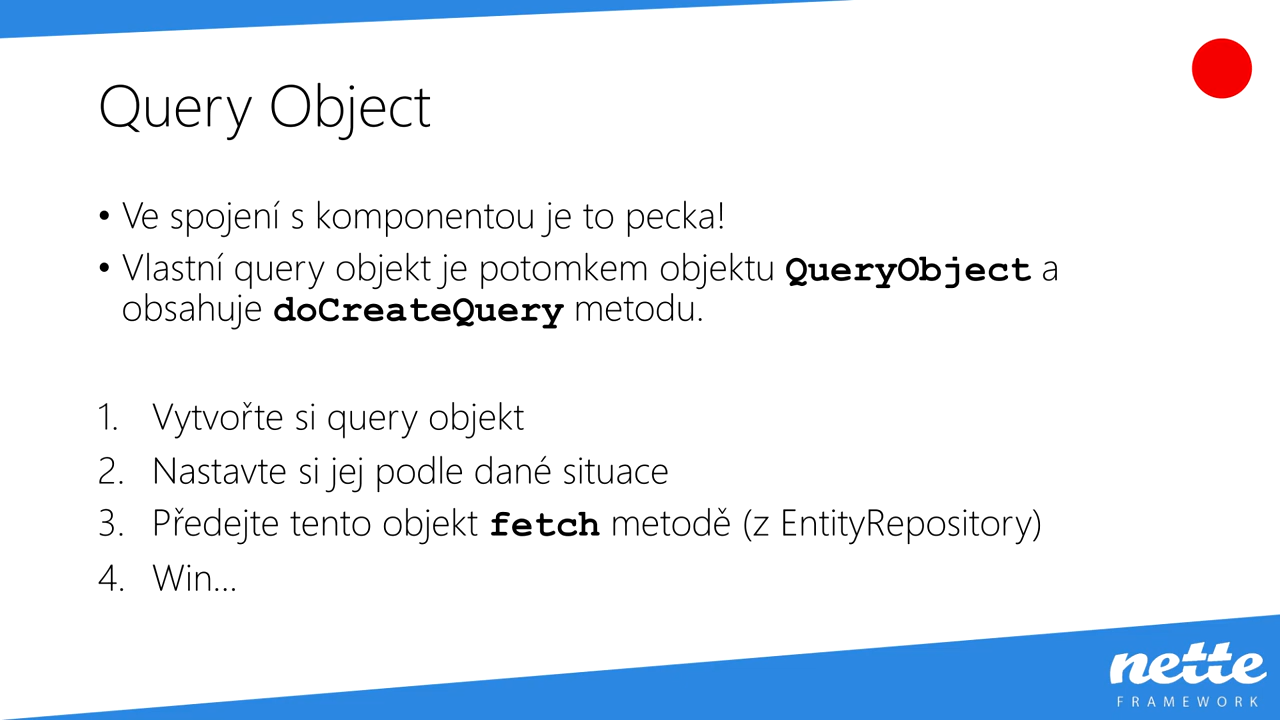 Query Object
• Ve spojení s komponentou je to pecka!
• Vlastní query objekt je potomkem objektu QueryObject a
obsahuje doCreateQuery metodu.
1. Vytvořte si query objekt
2. Nastavte si jej podle dané situace
3. Předejte tento objekt fetch metodě (z EntityRepository)
4. Win...
nette
FRAMEWORK